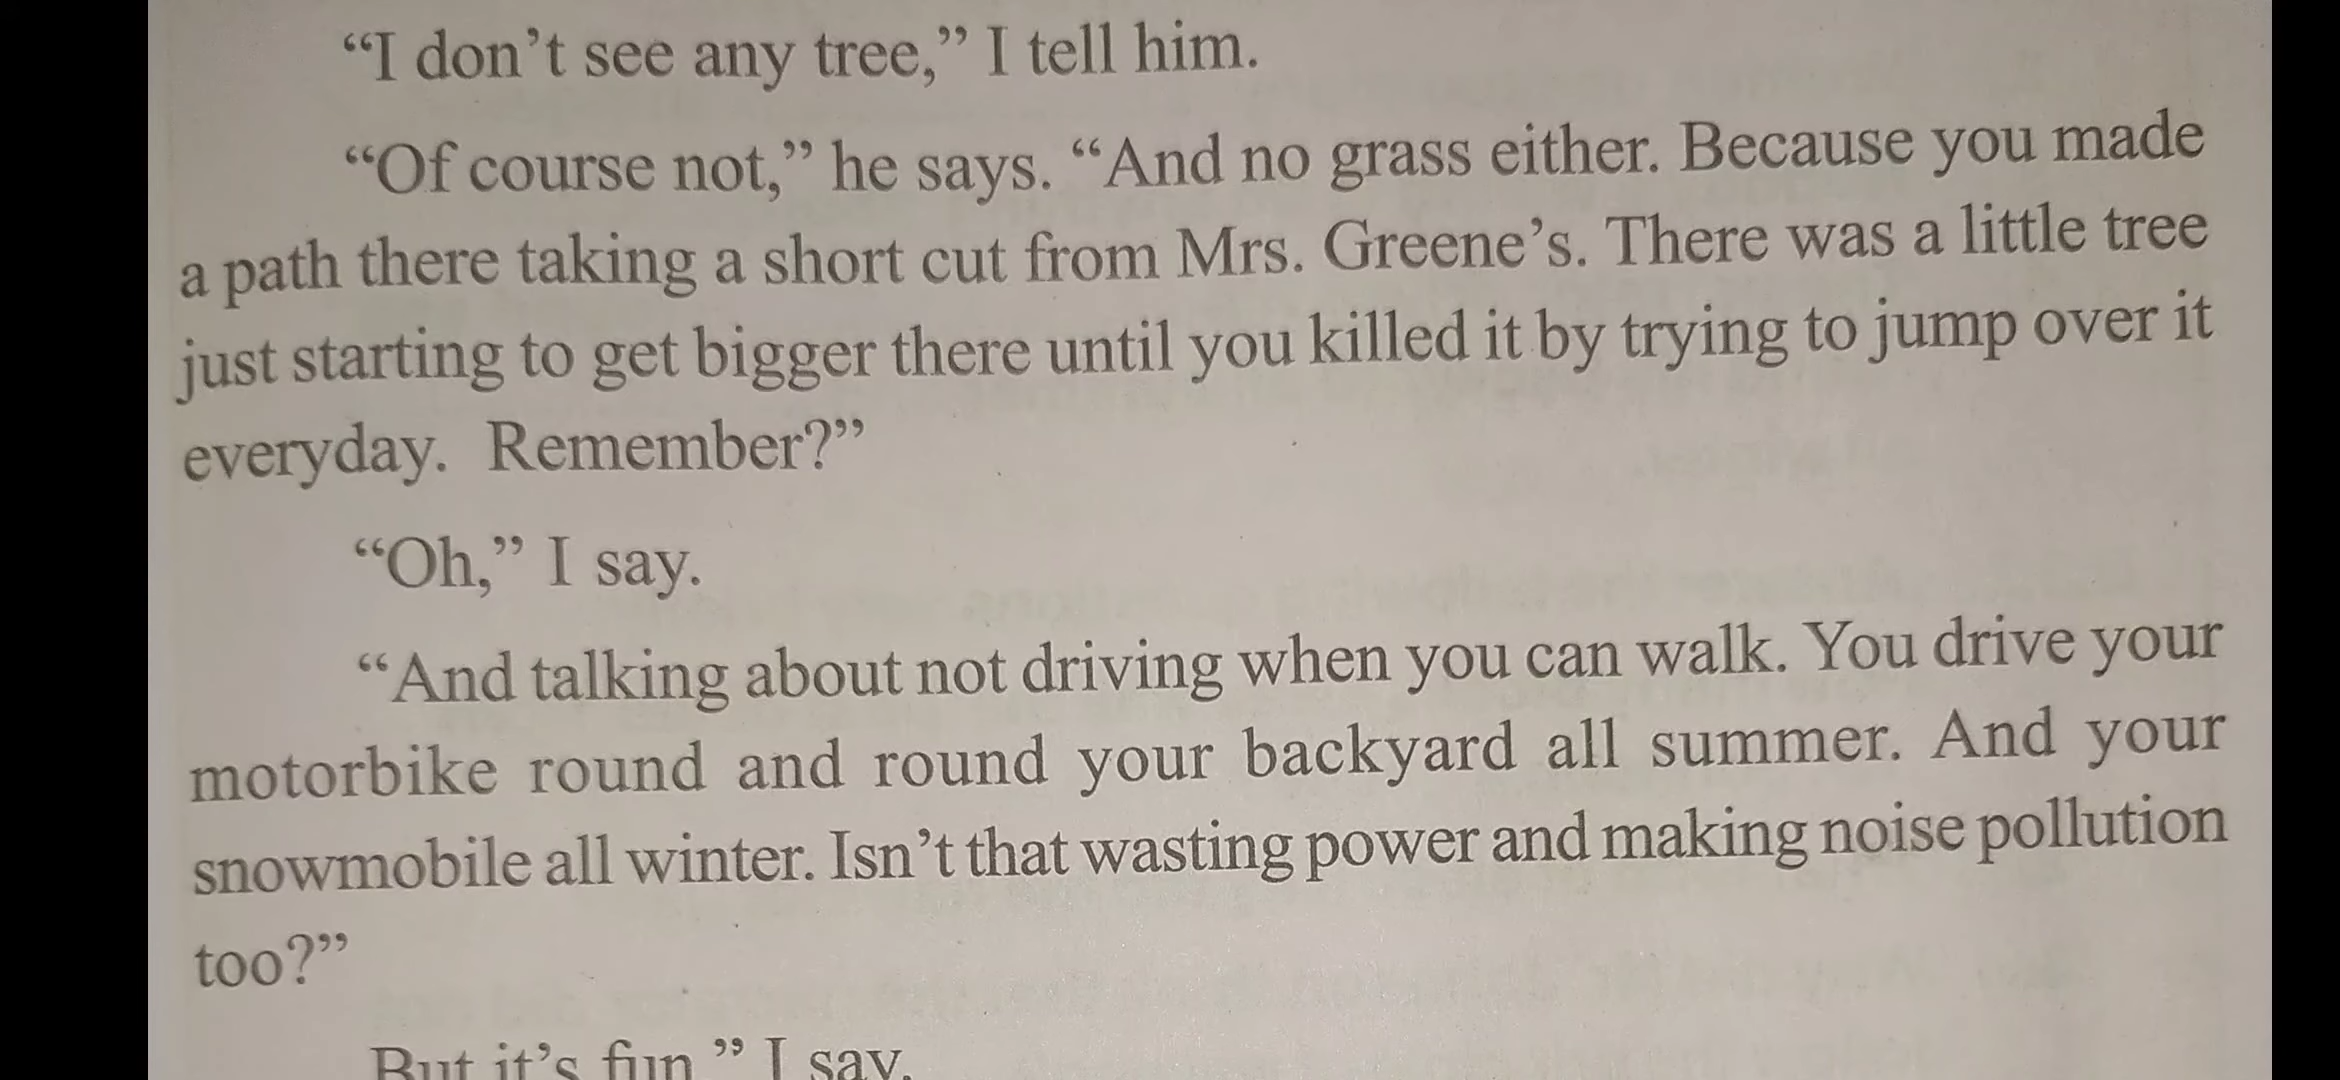 “I don’t see any tree,” I tell him.
“Of course not,” he says. “And no grass either. Because you made
a path there taking a short cut from Mrs. Greene’s. There was a little tree
just starting to get bigger there until you killed it by trying to jump over it
everyday. Remember?”
“Oh,” I say.
“And talking about not driving when you can walk. You drive your
motorbike round and round your backyard all summer. And your
snowmobile all winter. Isn’t that wasting power and making noise pollution
too?”
But it’s fun ” I say.